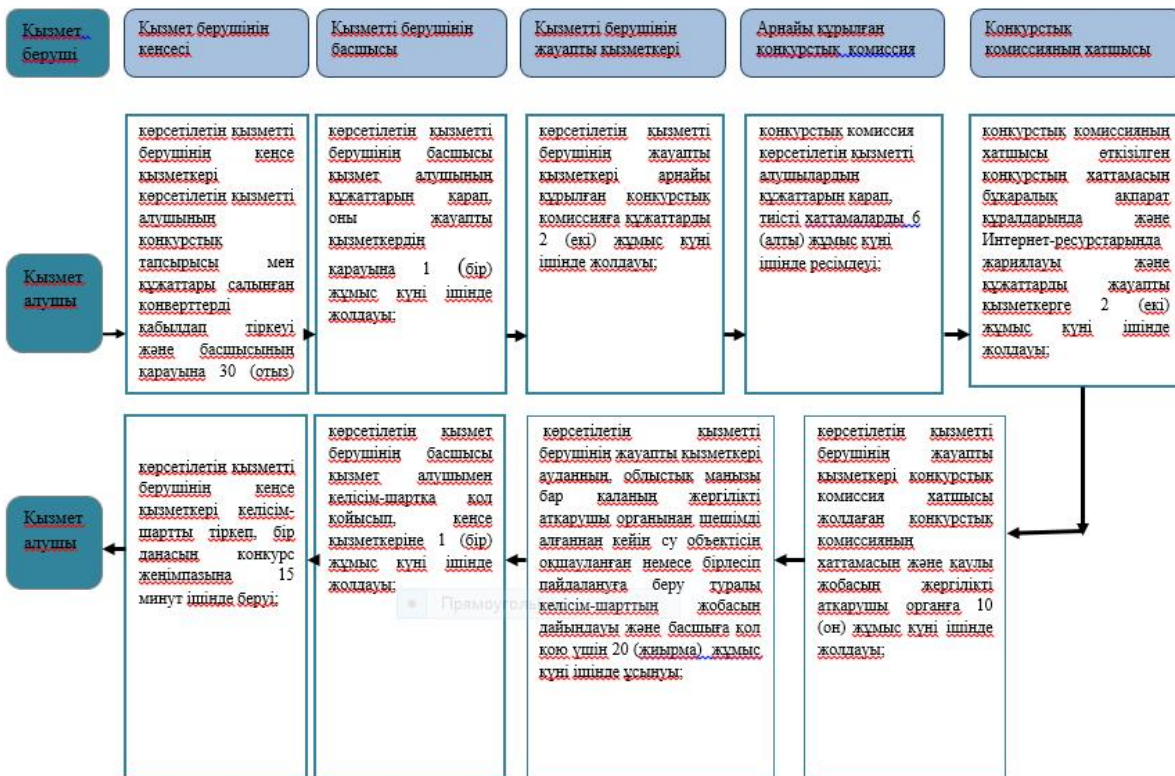 Қызмет
беруші
Қызмет берушінің
кеңсесі
Қызметті берушінің
басшысы
Қызметті берушінің
жауапты қызметкері
Арнайы құрылған
конкурстық комиссия
Конкурстық
комиссиянын хатшысы
Қызмет
алушы
көрсетілетін қызметті
берушінің кеңсе
қызметкері
көрсетілетін қызметті
алушының
конкурстық
тапсырысы мен
құжаттары салынған
конверттерді
қабылдап тіркеуі
және басшысының
қарауына 30 (отыз)
көрсетілетін қызметті
берушінің басшысы
қызмет алушының
құжаттарын қарап,
оны жауапты
қызметкердің
қарауына 1 (бір)
жұмыс күні ішінде
жолдауы;
көрсетілетін қызметті
берушінің жауапты
қызметкері арнайы
құрылған конкурстық
комиссияға құжаттарды
2 (екі) жұмыс күні
ішінде жолдауы;
конкурстық комиссия
көрсетілетін қызметті
алушылардың
құжаттарын қарап,
тиісті хаттамаларды 6
(алты) жұмыс күні
ішінде ресімдеуі;
конкурстық комиссиянын
хатшысы өткізілген
конкурстын хаттамасын
бұқаралық ақпарат
құралдарында және
Интернет-ресурстарында
жариялауы және
құжаттарды жауапты
қызметкерге 2 (екі)
жұмыс күні ішінде
жолдауы;
Қызмет
алушы
көрсетілетін қызметті
берушінің кеңсе
қызметкері келісім-
шартты тіркеп, бір
данасын конкурс
жеңімпазына 15
минут ішінде беруі;
көрсетілетін қызмет
берушінің басшысы
қызмет алушымен
келісім-шартқа қол
қойысып, кеңсе
қызметкеріне 1 (бір)
жұмыс күні ішінде
жолдауы;
көрсетілетін қызметті
берушінің жауапты қызметкері
ауданның, облыстық маңызы
бар қаланың жергілікті
атқарушы органынан шешімді
алғаннан кейін су объектісін
оқшауланған немесе бірлесіп
пайдалануға беру туралы
келісім-шарттың жобасын
дайындауы және басшыға қол
қою үшін 20 (жиырма) жұмыс
күні ішінде ұсынуы;
көрсетілетін қызметті
берушінің жауапты
қызметкері конкурстық
комиссия хатшысы
жолдаған конкурстық
комиссиянын
хаттамасын және қаулы
жобасын жергілікті
атқарушы органға 10
(он) жұмыс күні ішінде
жолдауы;